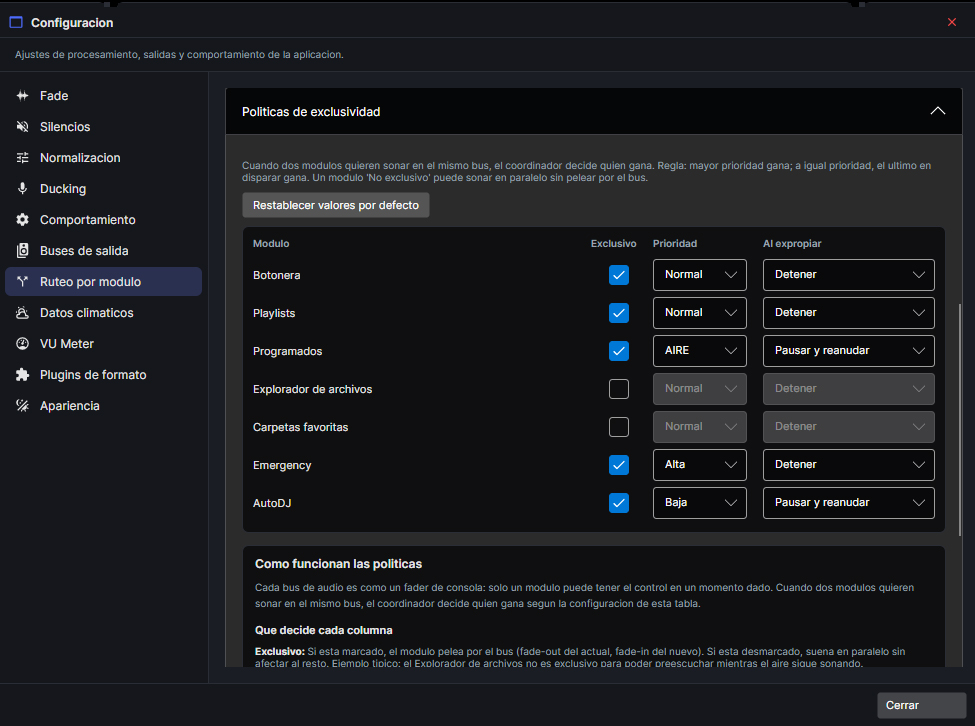 Configuracion
Ajustes de procesamiento, salidas y comportamiento de la aplicacion.
Fade
Silencios
Normalizacion
Ducking
Comportamiento
Buses de salida
Ruteo por modulo
Datos climaticos
VU Meter
Plugins de formato
Apariencia
Politicas de exclusividad
Cuando dos modulos quieren sonar en el mismo bus, el coordinador decide quien gana. Regla: mayor prioridad gana; a igual prioridad, el ultimo en
disparar gana. Un modulo 'No exclusivo' puede sonar en paralelo sin pelear por el bus.
Restablecer valores por defecto
Modulo Exclusivo Prioridad Al expropiar
Botonera Normal Detener
Playlists Normal Detener
Programados AIRE Pausar y reanudar
Explorador de archivos Normal Detener
Carpetas favoritas Normal Detener
Emergency Alta Detener
AutoDJ Baja Pausar y reanudar
Como funcionan las politicas
Cada bus de audio es como un fader de consola: solo un modulo puede tener el control en un momento dado. Cuando dos modulos quieren
sonar en el mismo bus, el coordinador decide quien gana segun la configuracion de esta tabla.
Que decide cada columna
Exclusivo: Si esta marcado, el modulo pelea por el bus (fade-out del actual, fade-in del nuevo). Si esta desmarcado, suena en paralelo sin
afectar al resto. Ejemplo tipico: el Explorador de archivos no es exclusivo para poder preescuchar mientras el aire sigue sonando.
Cerrar